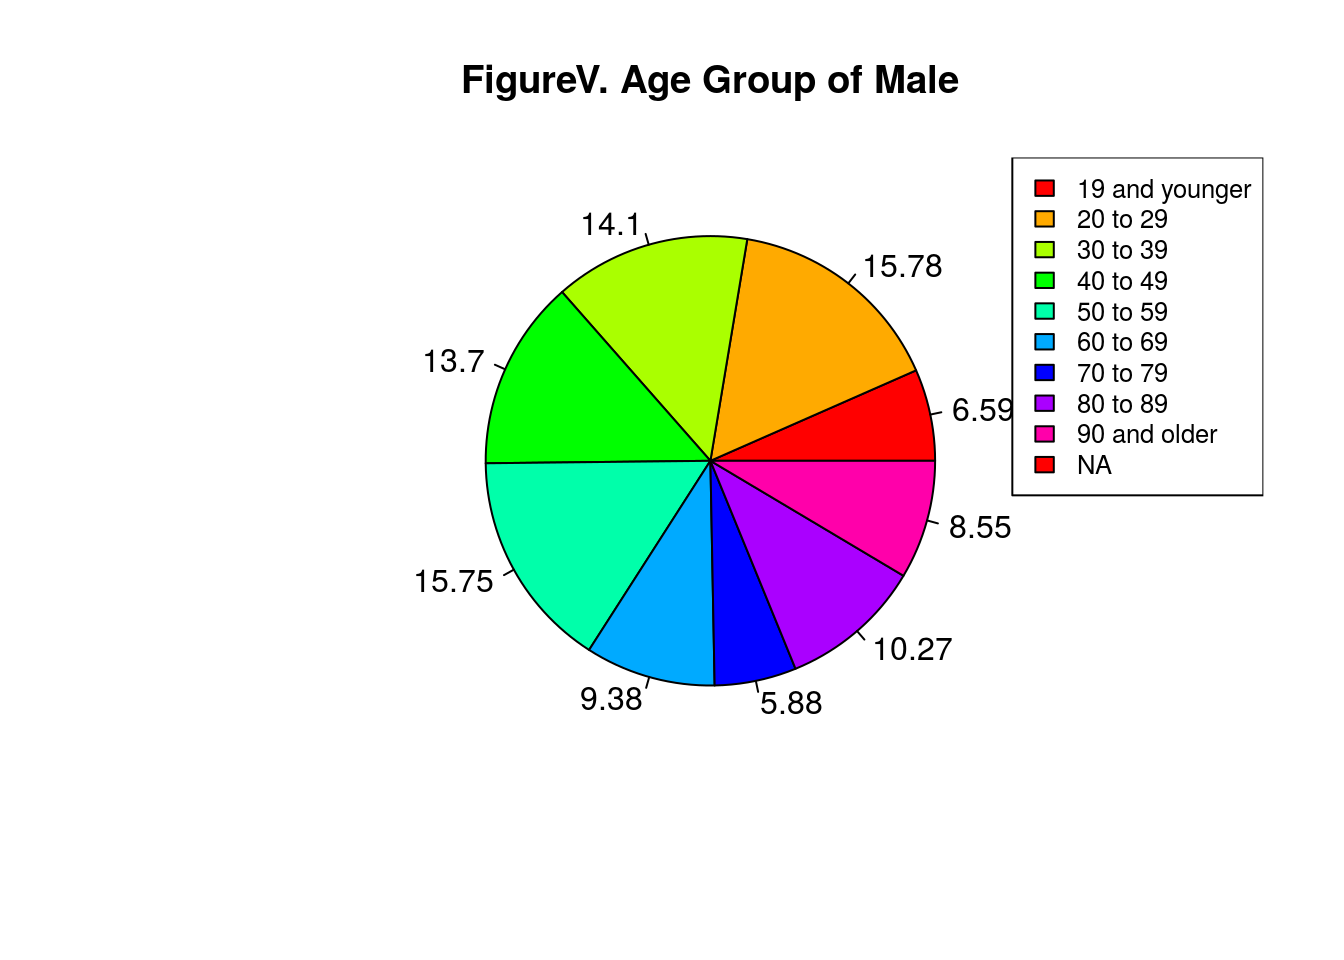 FigureV. Age Group of Male
19 and younger
20 to 29
30 to 39
40 to 49
50 to 59
60 to 69
70 to 79
80 to 89
90 and older
NA
6.59
15.78
14.1
13.7
15.75
9.38
5.88
10.27
8.55